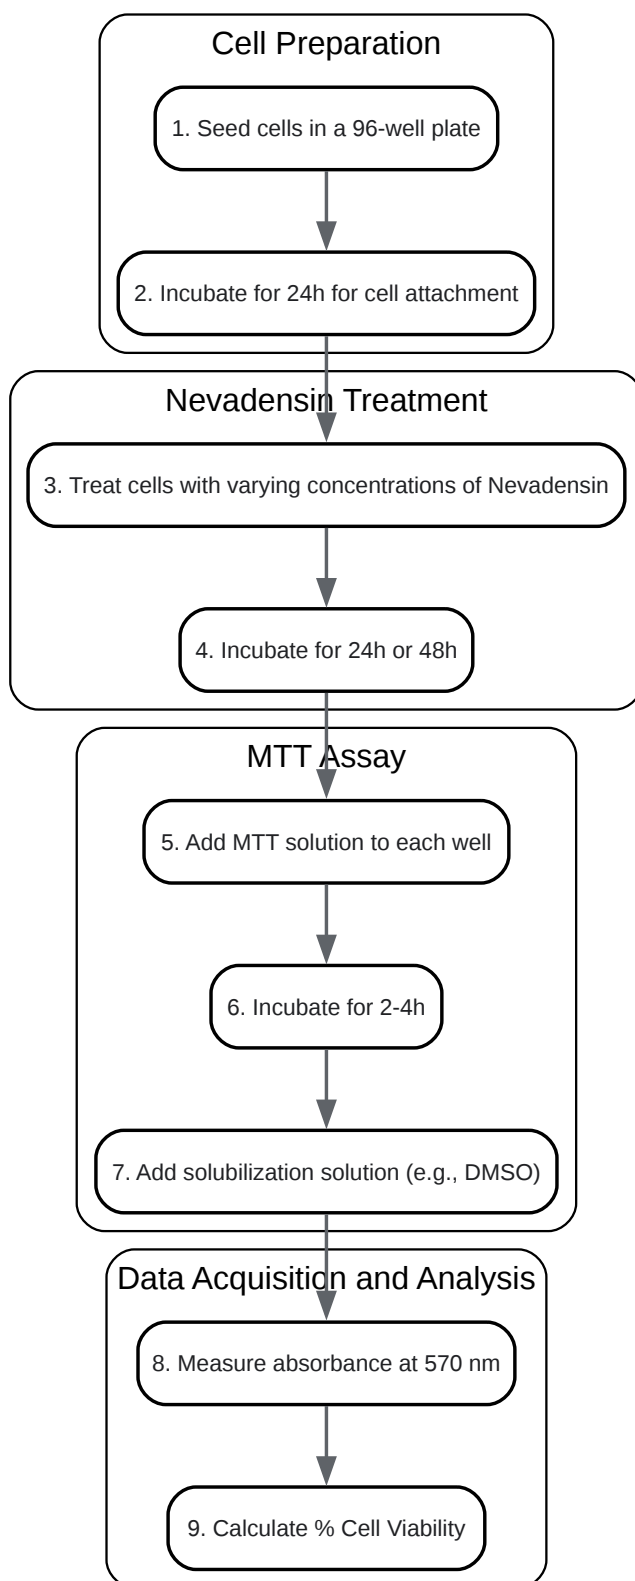 Cell Preparation
1. Seed cells in a 96-well plate
2. Incubate for 24h for cell attachment
Nevadensin Treatment
3. Treat cells with varying concentrations of Nevadensin
4. Incubate for 24h or 48h
MTT Assay
5. Add MTT solution to each well
6. Incubate for 2-4h
7. Add solubilization solution (e.g., DMSO)
Data Acquisition and Analysis
8. Measure absorbance at 570 nm
9. Calculate % Cell Viability